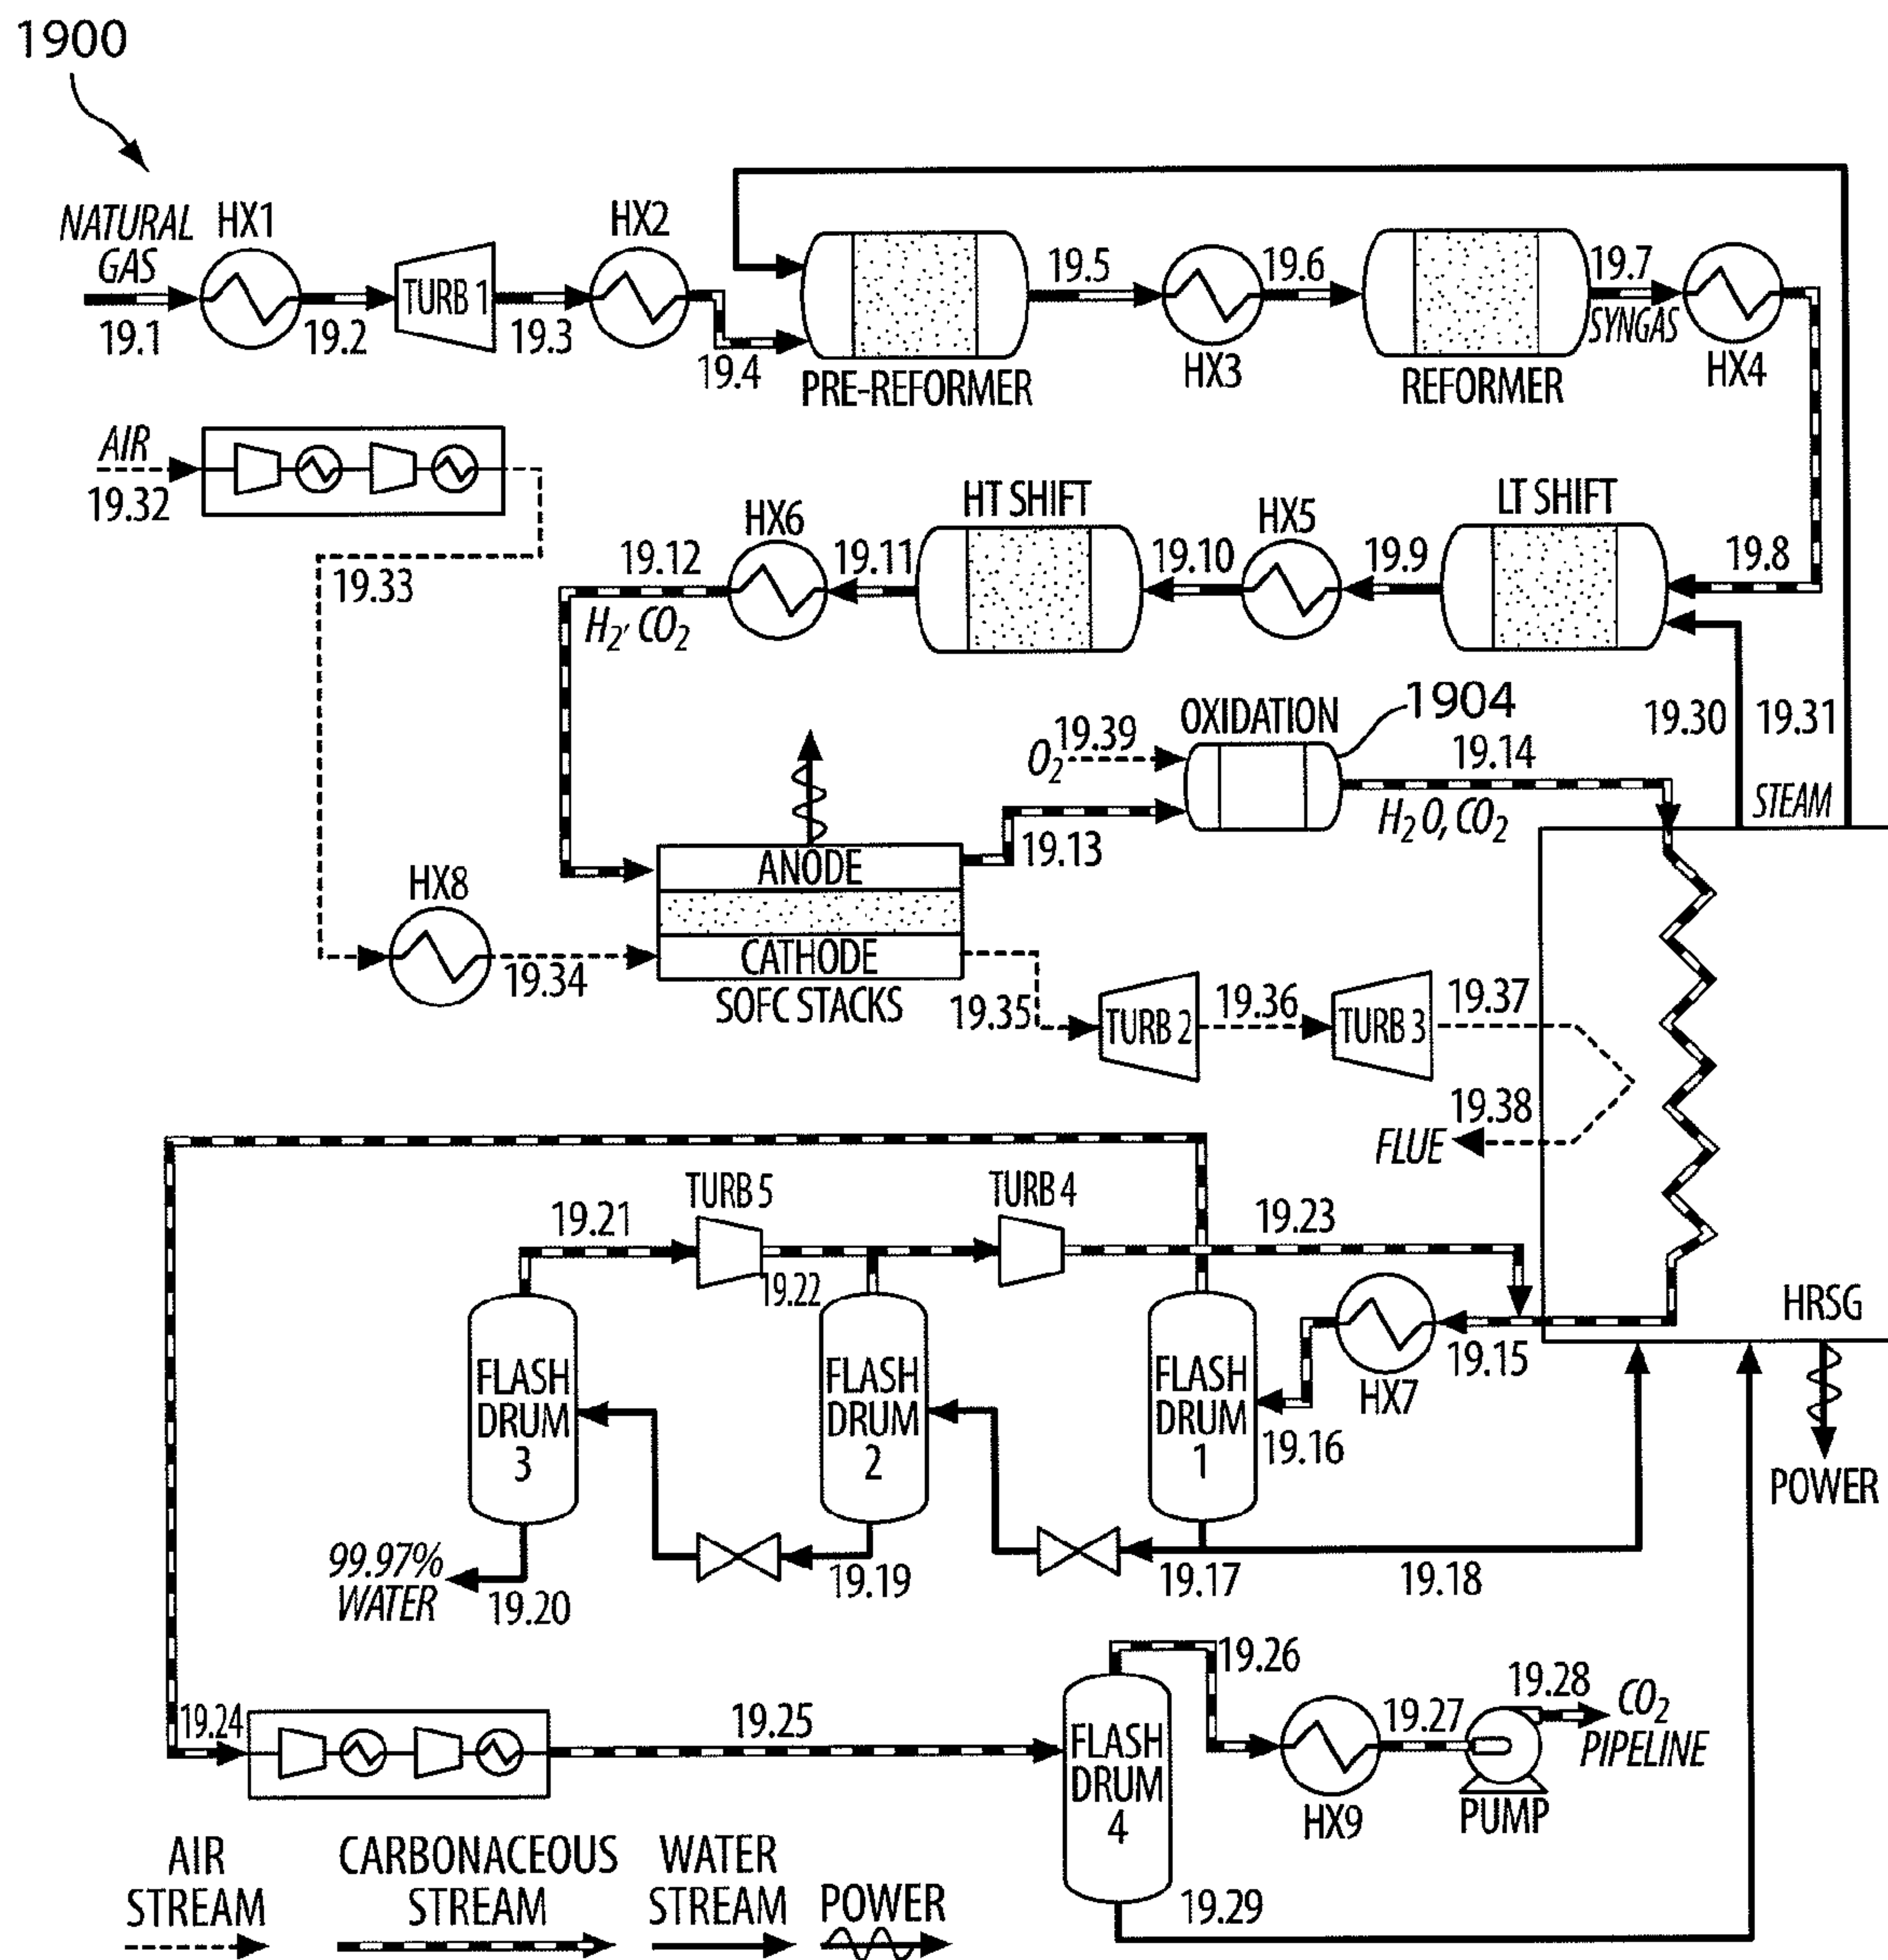 1900
NATURAL
GAS
HX1
HX2
TURB 1
19.1
19.2
19.3
19.4
PRE-REFORMER
19.5
HX3
19.6
REFORMER
19.7
SYNGAS
HX4
AIR
19.32
19.33
HX6
HT SHIFT
HX5
LT SHIFT
19.12
19.11
19.10
19.9
19.8
H2, CO2
O2
19.39
OXIDATION
1904
19.14
H2O, CO2
19.30
19.31
STEAM
19.13
HX8
19.34
ANODE
CATHODE
SOFC STACKS
19.35
TURB 2
19.36
TURB 3
19.37
19.38
FLUE
19.21
TURB 5
19.22
TURB 4
19.23
HRSG
FLASH
DRUM
3
FLASH
DRUM
2
FLASH
DRUM
1
19.16
HX7
19.15
POWER
99.97%
WATER
19.20
19.19
19.17
19.18
19.24
19.25
FLASH
DRUM
4
19.26
HX9
19.27
PUMP
19.28
CO2
PIPELINE
19.29
AIR
STREAM
CARBONACEOUS
STREAM
WATER
STREAM
POWER